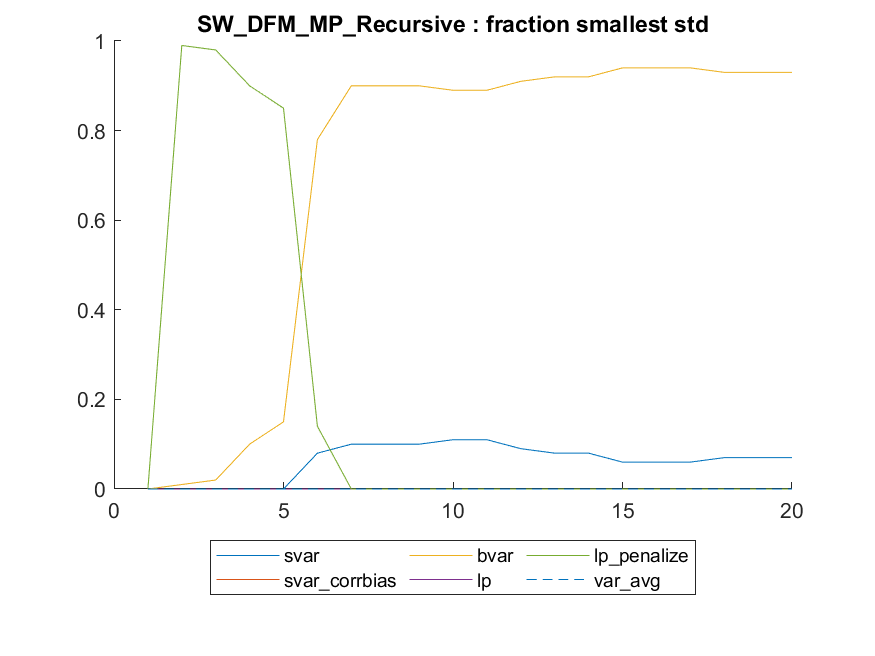 SW_DFM_MP_Recursive : fraction smallest std
1
0.8
0.6
0.4
0.2
0
0 5 10 15 20
svar bvar lp_penalize
svar_corrbias lp var_avg